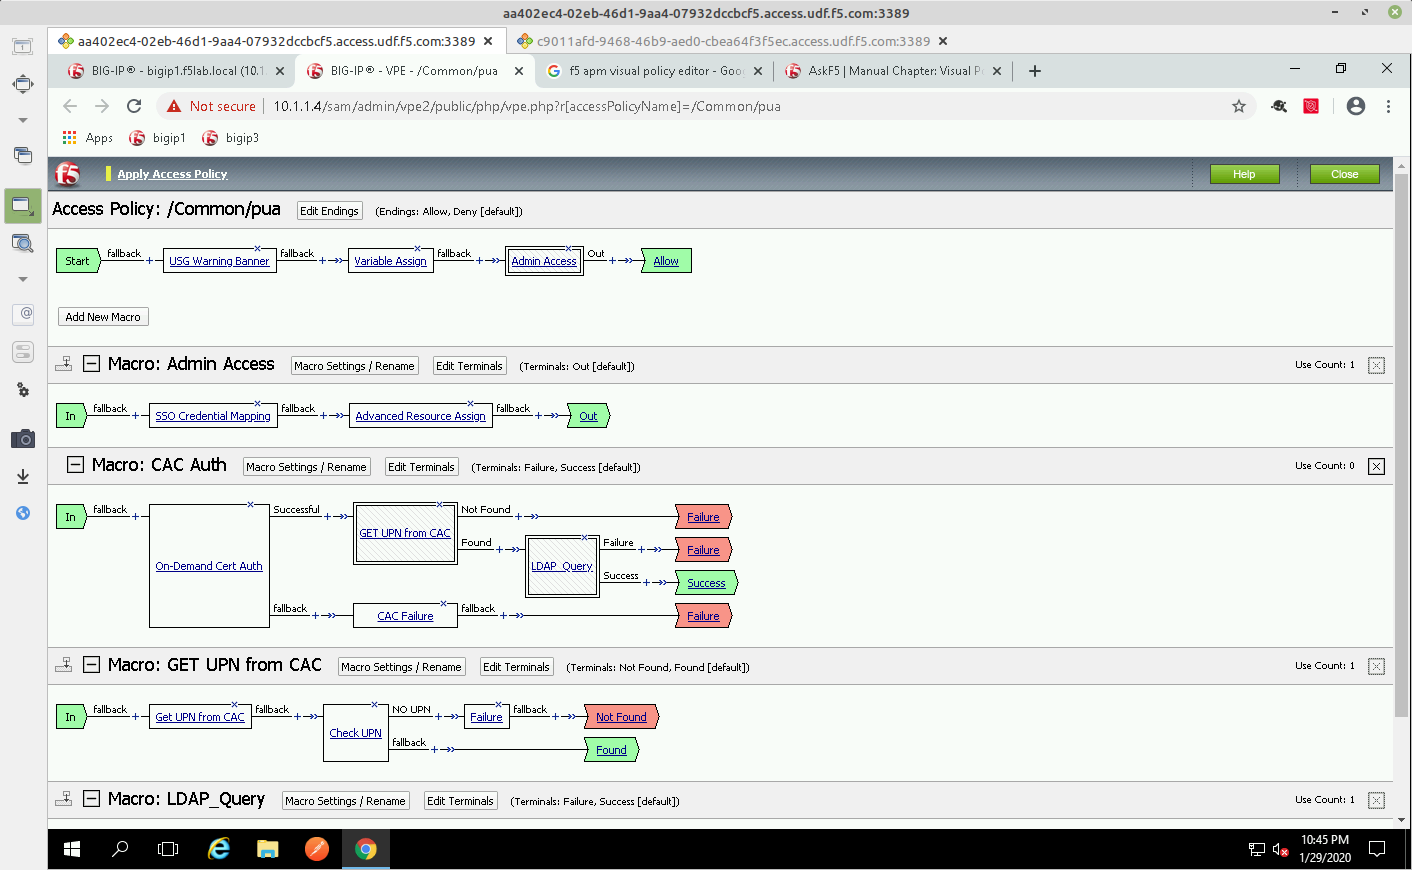 aa402ec4-02eb-46d1-9aa4-07932dccbcf5.access.udf.f5.com:3389
aa402ec4-02eb-46d1-9aa4-07932dccbcf5.access.udf.f5.com:3389
c9011afd-9468-46b9-aed0-cbea64f3f5ec.access.udf.f5.com:3389
BIG-IP® - bigip1.f5lab.local (10.1
BIG-IP® - VPE - /Common/pua
f5 apm visual policy editor - Goo
AskF5 | Manual Chapter: Visual P
Not secure | 10.1.1.4/sam/admin/vpe2/public/php/vpe.php?r[accessPolicyName]=/Common/pua
Apps bigip1 bigip3
f5 Apply Access Policy Help Close
Access Policy: /Common/pua Edit Endings (Endings: Allow, Deny [default])
Start fallback USG Warning Banner fallback Variable Assign fallback Admin Access Out Allow
Add New Macro
Macro: Admin Access Macro Settings / Rename Edit Terminals (Terminals: Out [default]) Use Count: 1
In fallback SSO Credential Mapping fallback Advanced Resource Assign fallback Out
Macro: CAC Auth Macro Settings / Rename Edit Terminals (Terminals: Failure, Success [default]) Use Count: 0
In fallback On-Demand Cert Auth Successful GET UPN from CAC Not Found Failure
Found LDAP_Query Failure Failure
Success Success
fallback CAC Failure fallback Failure
Macro: GET UPN from CAC Macro Settings / Rename Edit Terminals (Terminals: Not Found, Found [default]) Use Count: 1
In fallback Get UPN from CAC fallback Check UPN NO UPN Failure fallback Not Found
fallback Found
Macro: LDAP_Query Macro Settings / Rename Edit Terminals (Terminals: Failure, Success [default]) Use Count: 1
10:45 PM
1/29/2020